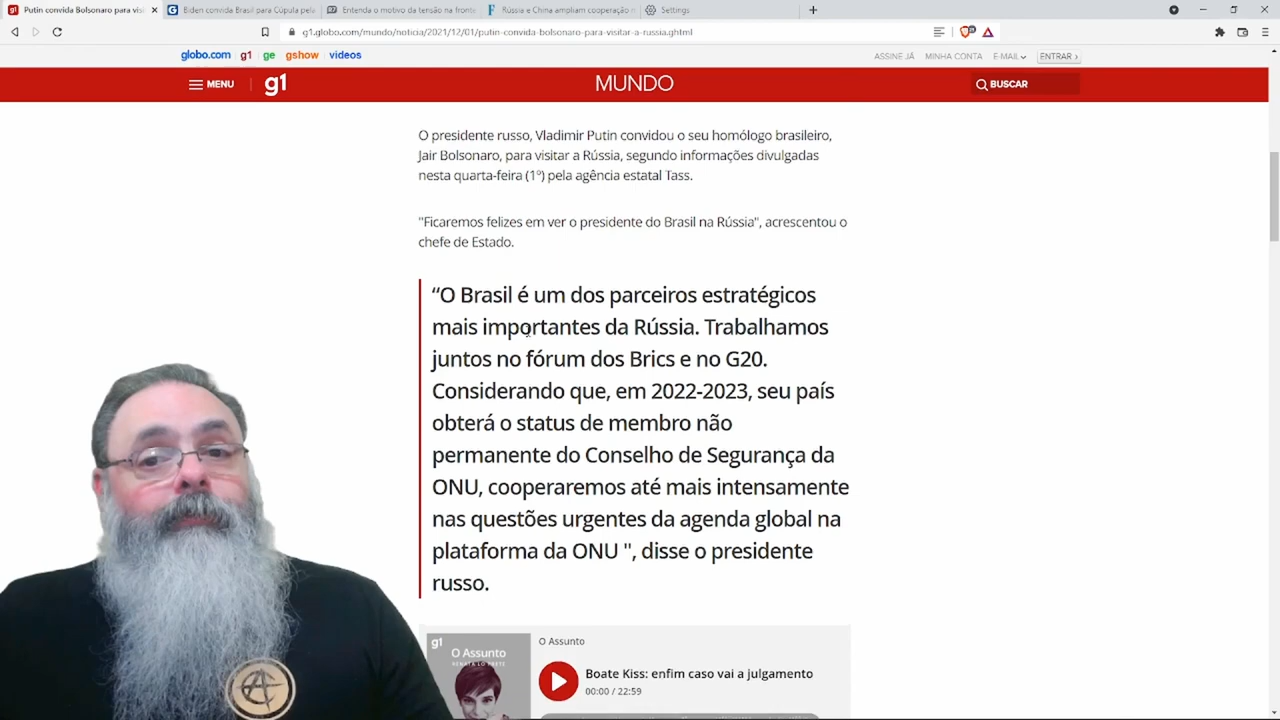 Putin convida Bolsonaro para visi
Biden convida Brasil para Cúpula pela
Entenda o motivo da tensão na fronte
Rússia e China ampliam cooperação
Settings
g1.globo.com/mundo/noticia/2021/12/01/putin-convida-bolsonaro-para-visitar-a-russia.ghtml
globo.com g1 ge gshow videos
ASSINE JÁ MINHA CONTA E-MAIL ENTRAR ›
MENU g1 MUNDO BUSCAR
O presidente russo, Vladimir Putin convidou o seu homólogo brasileiro,
Jair Bolsonaro, para visitar a Rússia, segundo informações divulgadas
nesta quarta-feira (1º) pela agência estatal Tass.
"Ficaremos felizes em ver o presidente do Brasil na Rússia", acrescentou o
chefe de Estado.
“O Brasil é um dos parceiros estratégicos
mais importantes da Rússia. Trabalhamos
juntos no fórum dos Brics e no G20.
Considerando que, em 2022-2023, seu país
obterá o status de membro não
permanente do Conselho de Segurança da
ONU, cooperaremos até mais intensamente
nas questões urgentes da agenda global na
plataforma da ONU ", disse o presidente
russo.
g1
O Assunto
RENATA LO PRETE
O Assunto
Boate Kiss: enfim caso vai a julgamento
00:00 / 22:59